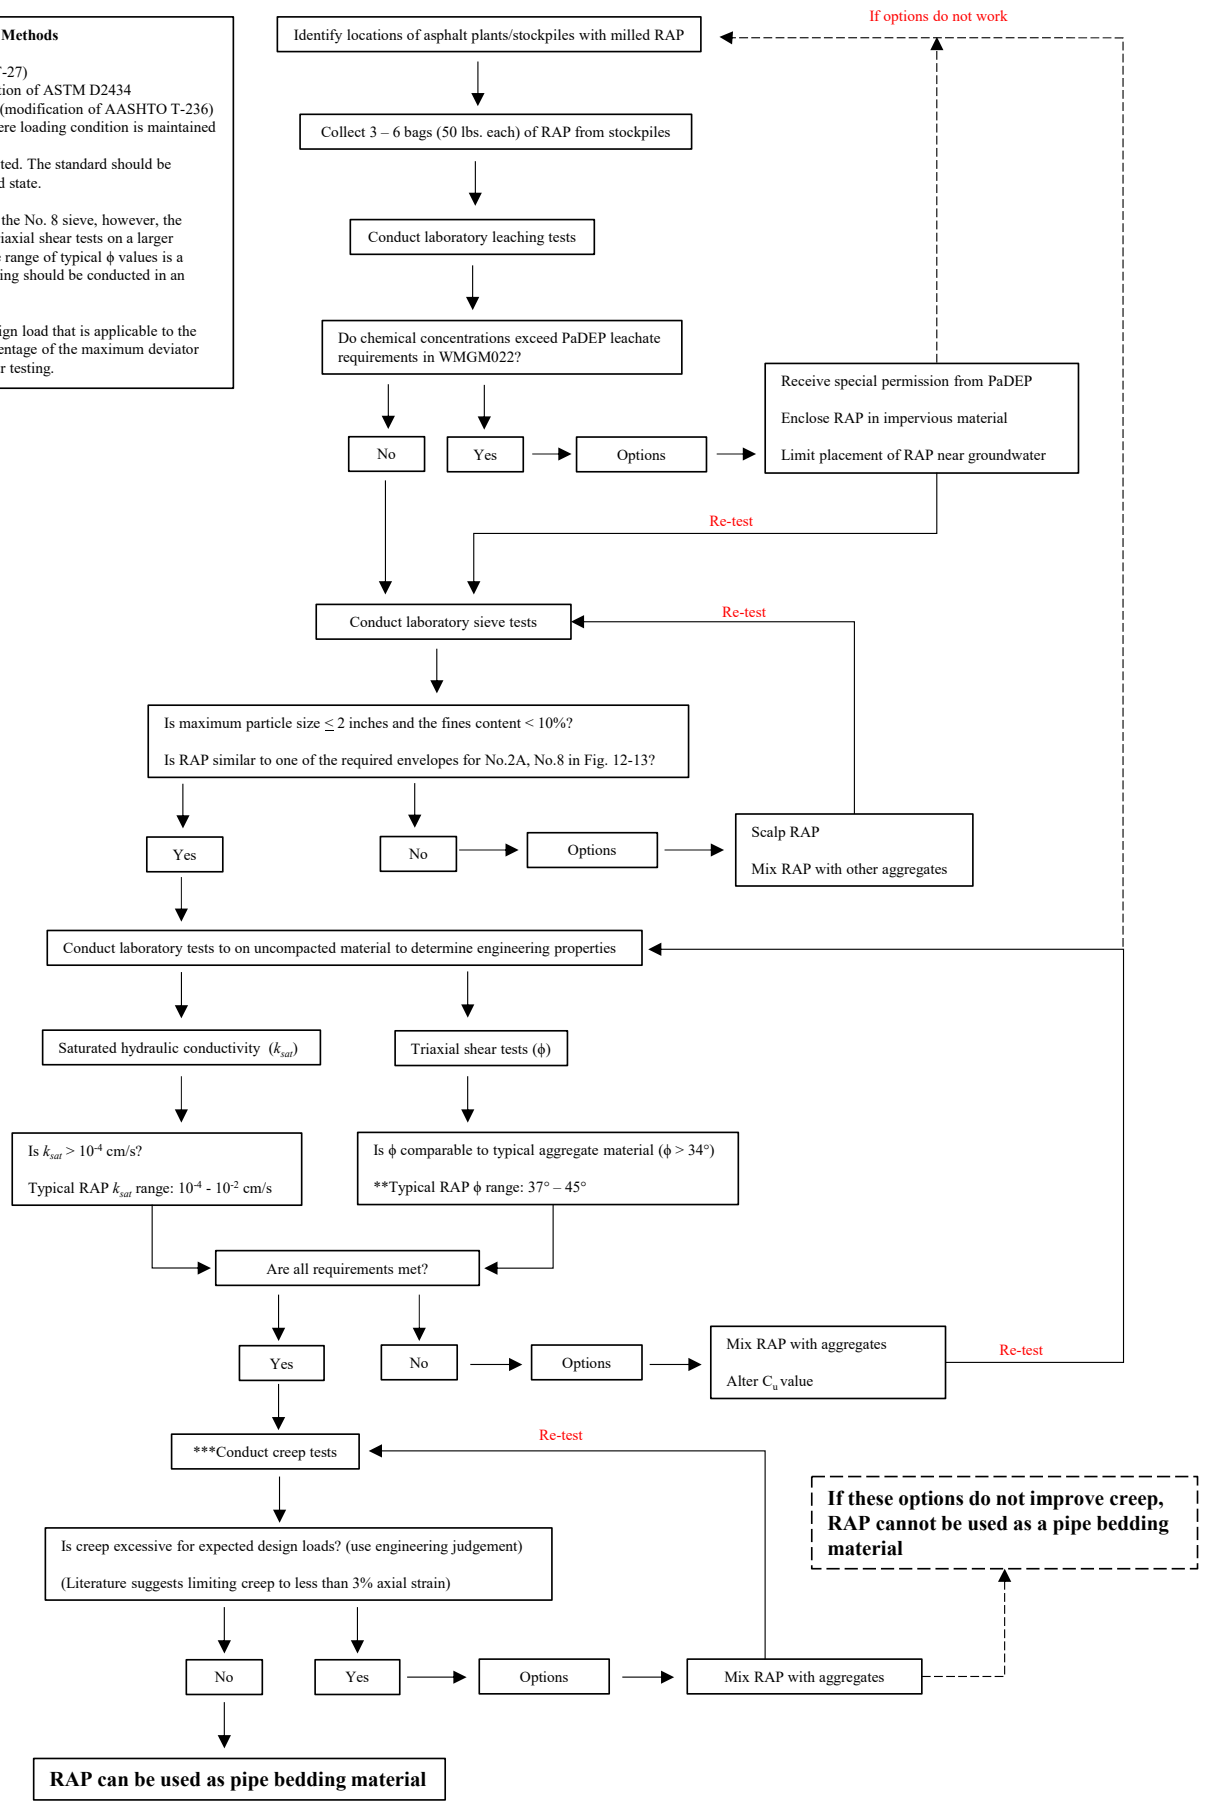 Methods
T-27)
tion of ASTM D2434
(modification of AASHTO T-236)
ere loading condition is maintained
ted. The standard should be
d state.
the No. 8 sieve, however, the
riaxial shear tests on a larger
e range of typical ϕ values is a
ing should be conducted in an
ign load that is applicable to the
entage of the maximum deviator
r testing.
If options do not work
Identify locations of asphalt plants/stockpiles with milled RAP
Collect 3 – 6 bags (50 lbs. each) of RAP from stockpiles
Conduct laboratory leaching tests
Do chemical concentrations exceed PaDEP leachate
requirements in WMGM022?
Receive special permission from PaDEP
Enclose RAP in impervious material
Limit placement of RAP near groundwater
No
Yes
Options
Re-test
Conduct laboratory sieve tests
Re-test
Is maximum particle size ≤ 2 inches and the fines content < 10%?
Is RAP similar to one of the required envelopes for No.2A, No.8 in Fig. 12-13?
Yes
No
Options
Scalp RAP
Mix RAP with other aggregates
Conduct laboratory tests to on uncompacted material to determine engineering properties
Saturated hydraulic conductivity (k_sat)
Triaxial shear tests (ϕ)
Is k_sat > 10⁻⁴ cm/s?
Typical RAP k_sat range: 10⁻⁴ - 10⁻² cm/s
Is ϕ comparable to typical aggregate material (ϕ > 34°)
**Typical RAP ϕ range: 37° – 45°
Are all requirements met?
Yes
No
Options
Mix RAP with aggregates
Alter C_u value
Re-test
***Conduct creep tests
Re-test
If these options do not improve creep,
RAP cannot be used as a pipe bedding
material
Is creep excessive for expected design loads? (use engineering judgement)
(Literature suggests limiting creep to less than 3% axial strain)
No
Yes
Options
Mix RAP with aggregates
RAP can be used as pipe bedding material